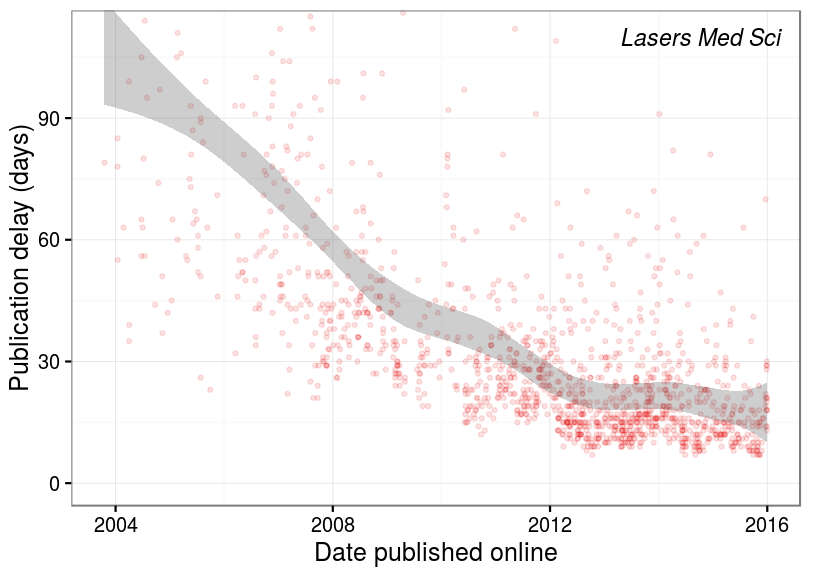 Lasers Med Sci
Publication delay (days)
90
60
30
0
2004 2008 2012 2016
Date published online